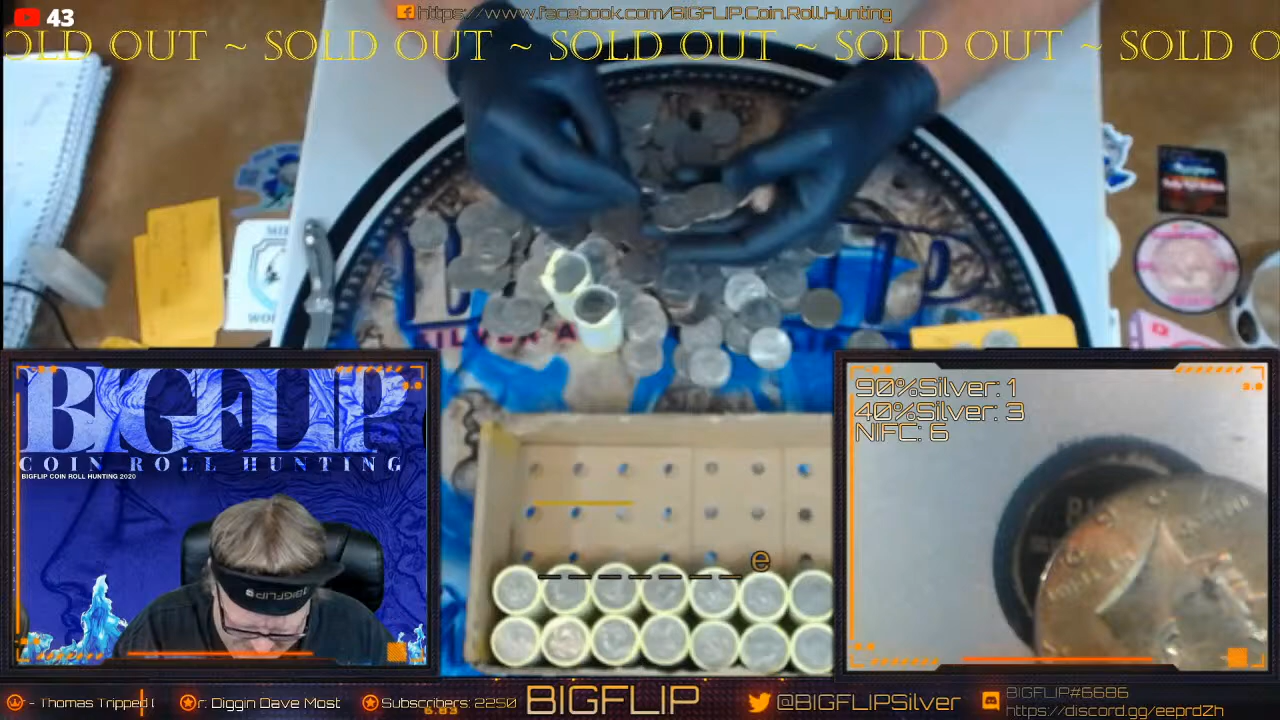 43
https://www.facebook.com/BIGFLIP.Coin.Roll.Hunting
OLD OUT ~ SOLD OUT ~ SOLD OUT ~ SOLD OUT ~ SOLD O
BIGFLIP
COIN ROLL HUNTING
BIGFLIP COIN ROLL HUNTING 2020
BIGFLIP
90%Silver: 1
40%Silver: 3
NIFC: 6
e
- Thomas Tripped
r: Diggin Dave Most
Subscribers: 2250
BIGFLIP
@BIGFLIPSilver
BIGFLIP#6686
https://discord.gg/eeprdZh